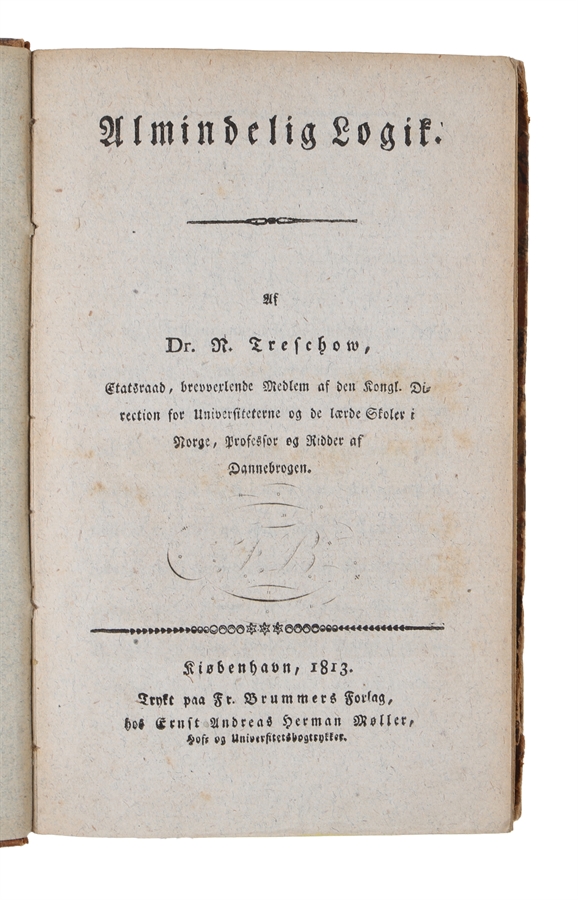 Almindelig Logik.
Af
Dr. N. Treschow,
Etatsraad, brevvexlende Medlem af den Kongl. Di-
rection for Universiteterne og de lærde Skoler i
Norge, Professor og Ridder af
Dannebrogen.
FB
Kiøbenhavn, 1813.
Trykt paa Fr. Brummers Forlag,
hos Ernst Andreas Herman Møller,
Hof- og Universitetsbogtrykker.